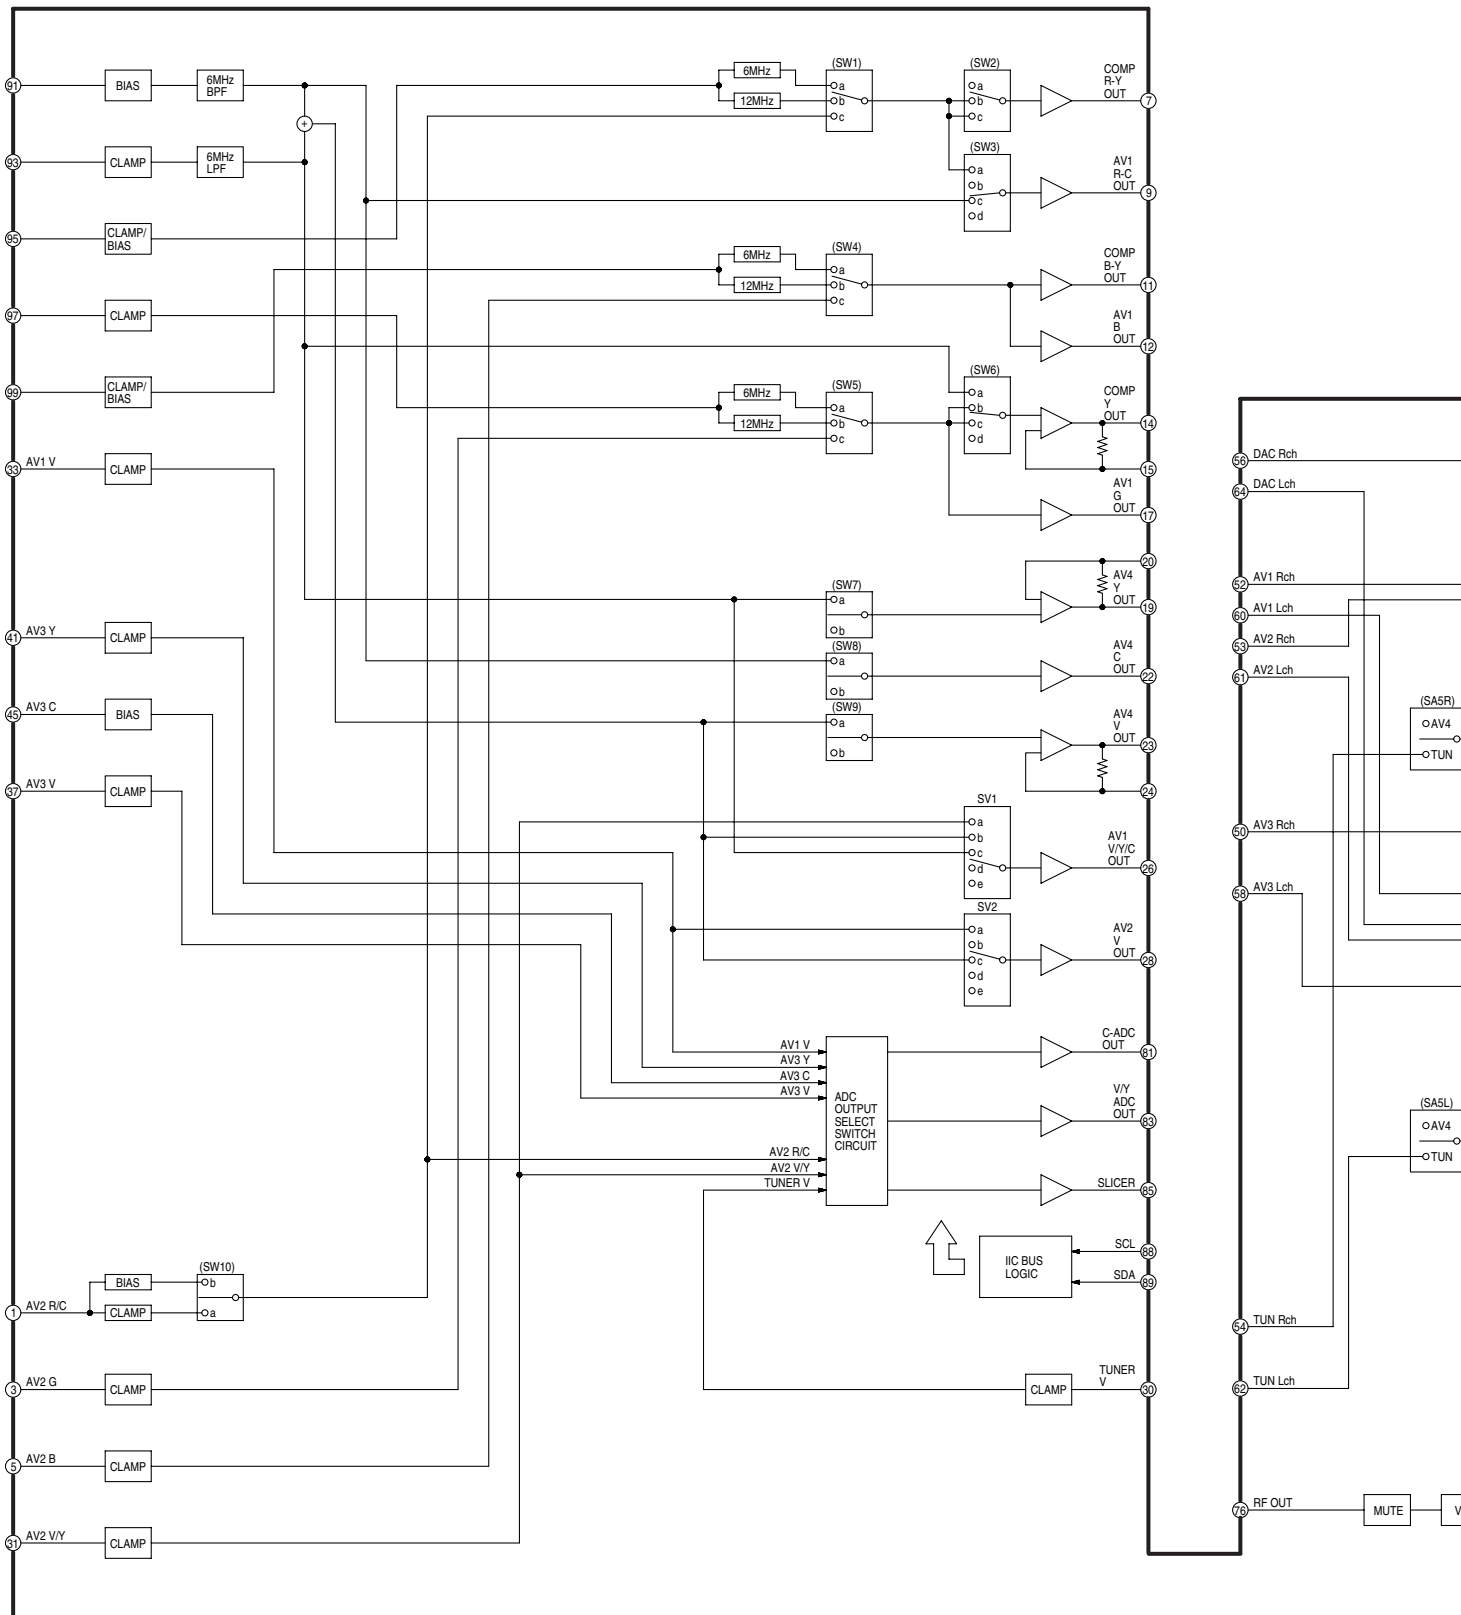 91
BIAS
6MHz
BPF
+
93
CLAMP
6MHz
LPF
95
CLAMP/
BIAS
97
CLAMP
99
CLAMP/
BIAS
33
AV1 V
CLAMP
41
AV3 Y
CLAMP
45
AV3 C
BIAS
37
AV3 V
CLAMP
6MHz
12MHz
(SW1)
a
b
c
(SW2)
a
b
c
COMP
R-Y
OUT
7
(SW3)
a
b
c
d
AV1
R-C
OUT
9
6MHz
12MHz
(SW4)
a
b
c
COMP
B-Y
OUT
11
AV1
B
OUT
12
6MHz
12MHz
(SW5)
a
b
c
(SW6)
a
b
c
d
COMP
Y
OUT
14
15
AV1
G
OUT
17
20
(SW7)
a
b
AV4
Y
OUT
19
(SW8)
a
b
AV4
C
OUT
22
(SW9)
a
b
AV4
V
OUT
23
24
SV1
a
b
c
d
e
AV1
V/Y/C
OUT
26
SV2
a
b
c
d
e
AV2
V
OUT
28
AV1 V
AV3 Y
AV3 C
AV3 V
AV2 R/C
AV2 V/Y
TUNER V
ADC
OUTPUT
SELECT
SWITCH
CIRCUIT
C-ADC
OUT
81
V/Y
ADC
OUT
83
SLICER
85
IIC BUS
LOGIC
SCL
88
SDA
89
1
AV2 R/C
BIAS
CLAMP
(SW10)
b
a
3
AV2 G
CLAMP
5
AV2 B
CLAMP
31
AV2 V/Y
CLAMP
CLAMP
TUNER
V
30
56
DAC Rch
64
DAC Lch
52
AV1 Rch
60
AV1 Lch
53
AV2 Rch
61
AV2 Lch
(SA5R)
AV4
TUN
50
AV3 Rch
58
AV3 Lch
(SA5L)
AV4
TUN
54
TUN Rch
62
TUN Lch
76
RF OUT
MUTE
V